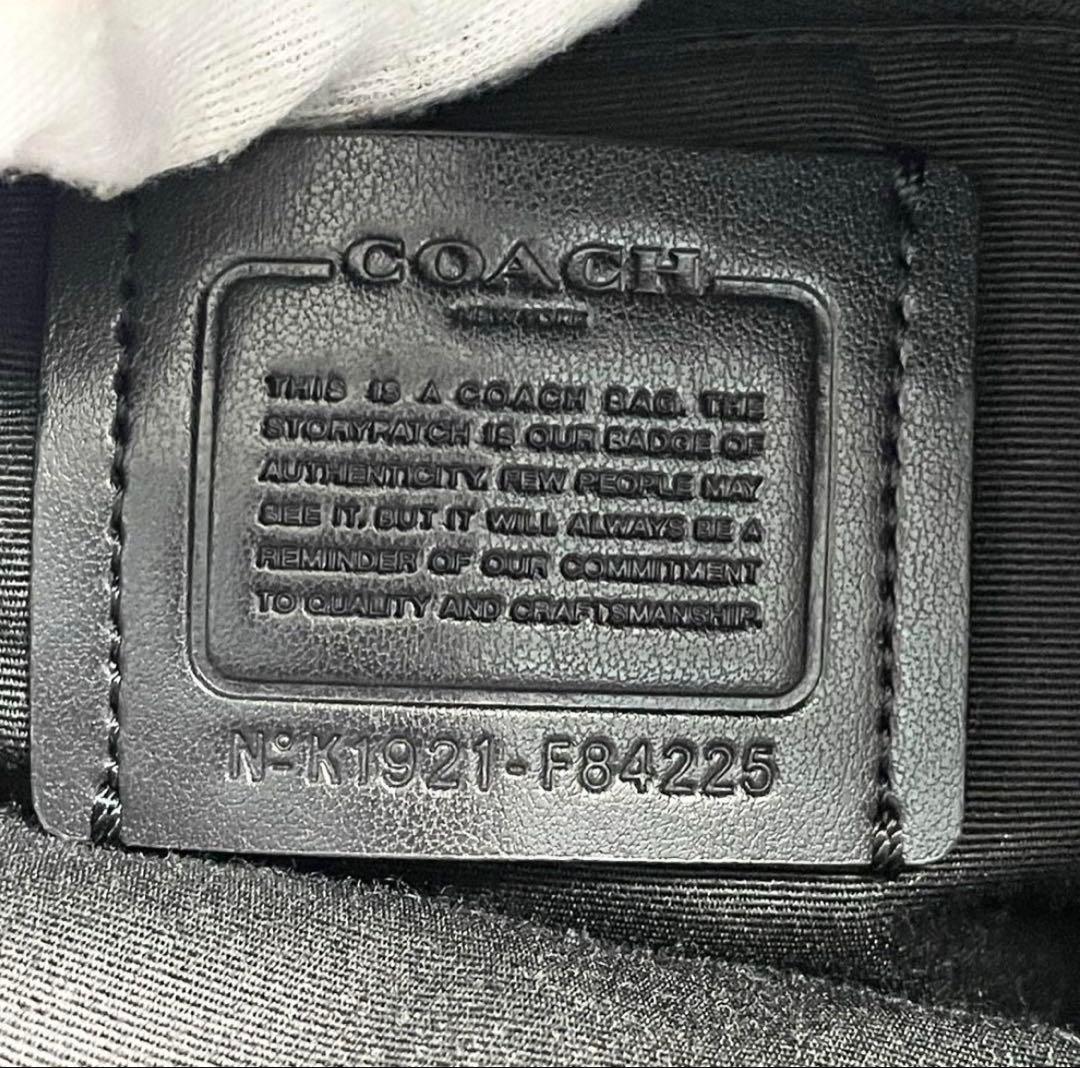 COACH
NEW YORK
THIS IS A COACH BAG. THE
STORYPATCH IS OUR BADGE OF
AUTHENTICITY. FEW PEOPLE MAY
SEE IT, BUT IT WILL ALWAYS BE A
REMINDER OF OUR COMMITMENT
TO QUALITY AND CRAFTSMANSHIP.
Nº K1921-F84225